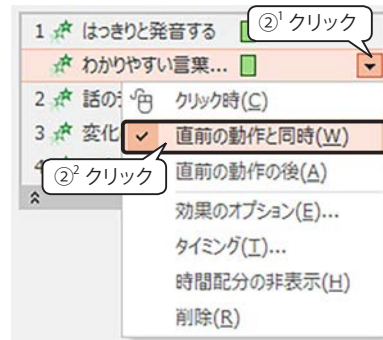 1 はっきりと発音する
②¹ クリック
わかりやすい言葉...
2 話の
クリック時(C)
3 変化
直前の動作と同時(W)
4
②² クリック
直前の動作の後(A)
効果のオプション(E)...
タイミング(T)...
時間配分の非表示(H)
削除(R)